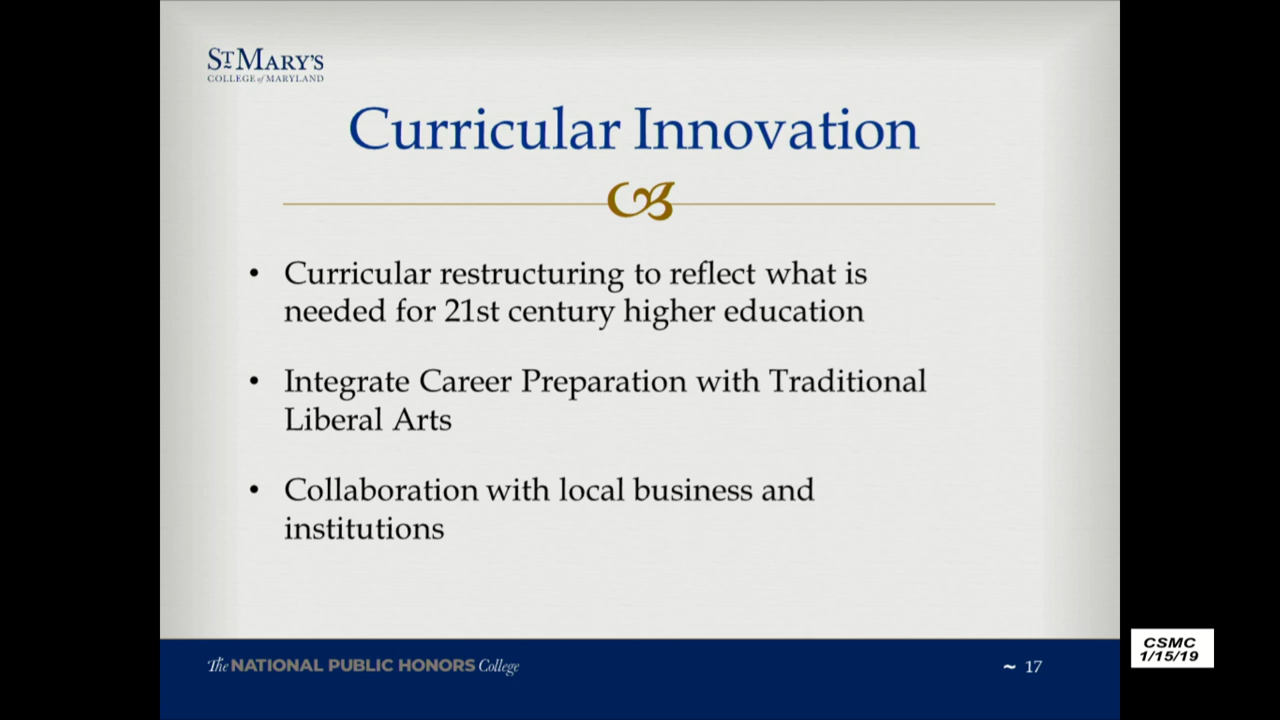 ST MARY'S
COLLEGE of MARYLAND
Curricular Innovation
• Curricular restructuring to reflect what is
needed for 21st century higher education
• Integrate Career Preparation with Traditional
Liberal Arts
• Collaboration with local business and
institutions
The NATIONAL PUBLIC HONORS College
~ 17
CSMC
1/15/19